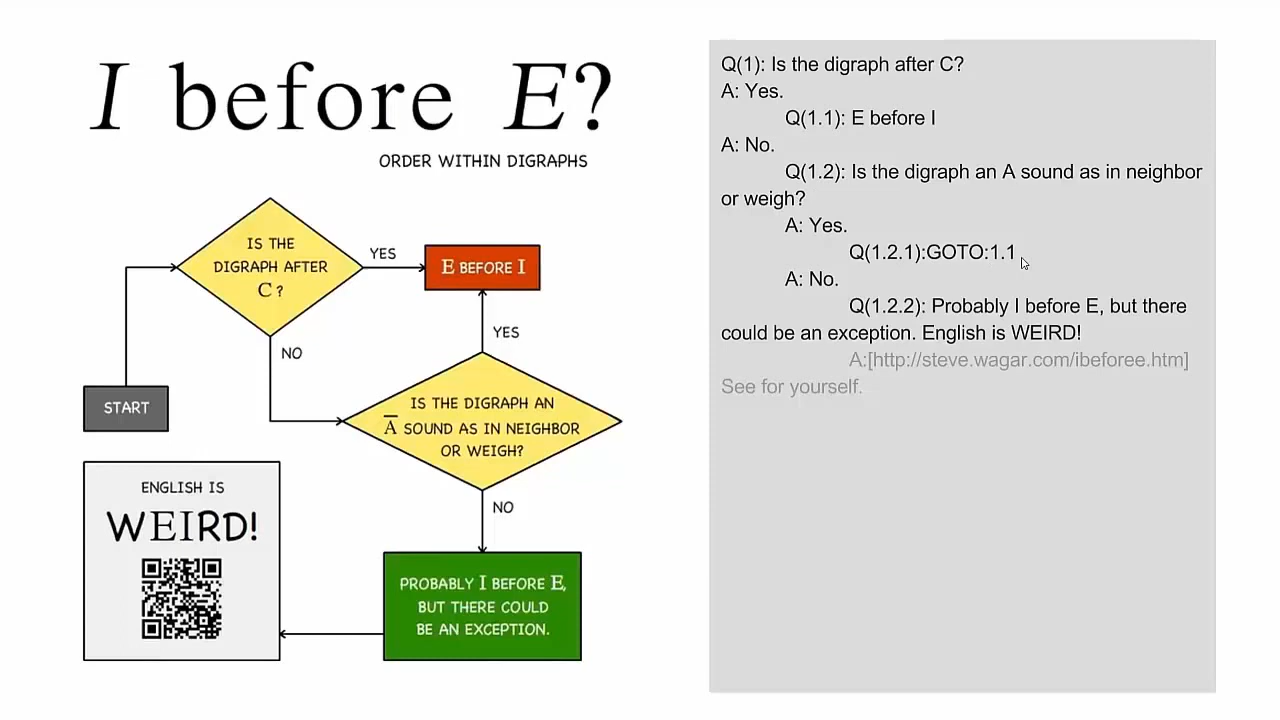 I before E?
ORDER WITHIN DIGRAPHS
IS THE
DIGRAPH AFTER
C?
YES
E BEFORE I
NO
YES
START
IS THE DIGRAPH AN
Ā SOUND AS IN NEIGHBOR
OR WEIGH?
NO
ENGLISH IS
WEIRD!
PROBABLY I BEFORE E,
BUT THERE COULD
BE AN EXCEPTION.
Q(1): Is the digraph after C?
A: Yes.
Q(1.1): E before I
A: No.
Q(1.2): Is the digraph an A sound as in neighbor
or weigh?
A: Yes.
Q(1.2.1):GOTO:1.1
A: No.
Q(1.2.2): Probably I before E, but there
could be an exception. English is WEIRD!
A:[http://steve.wagar.com/ibeforee.htm]
See for yourself.